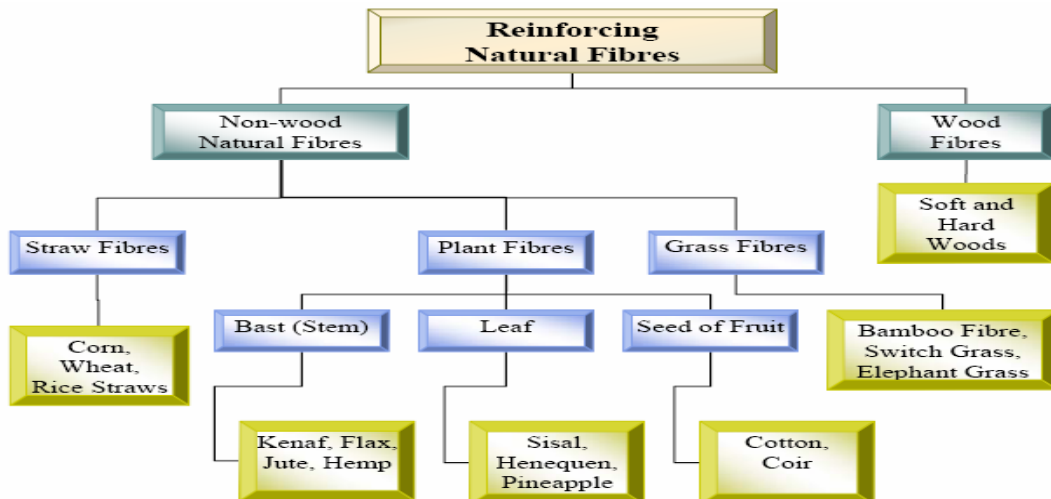 Reinforcing
Natural Fibres
Non-wood
Natural Fibres
Wood
Fibres
Soft and
Hard
Woods
Straw Fibres
Plant Fibres
Grass Fibres
Bast (Stem)
Leaf
Seed of Fruit
Corn,
Wheat,
Rice Straws
Bamboo Fibre,
Switch Grass,
Elephant Grass
Kenaf, Flax,
Jute, Hemp
Sisal,
Henequen,
Pineapple
Cotton,
Coir